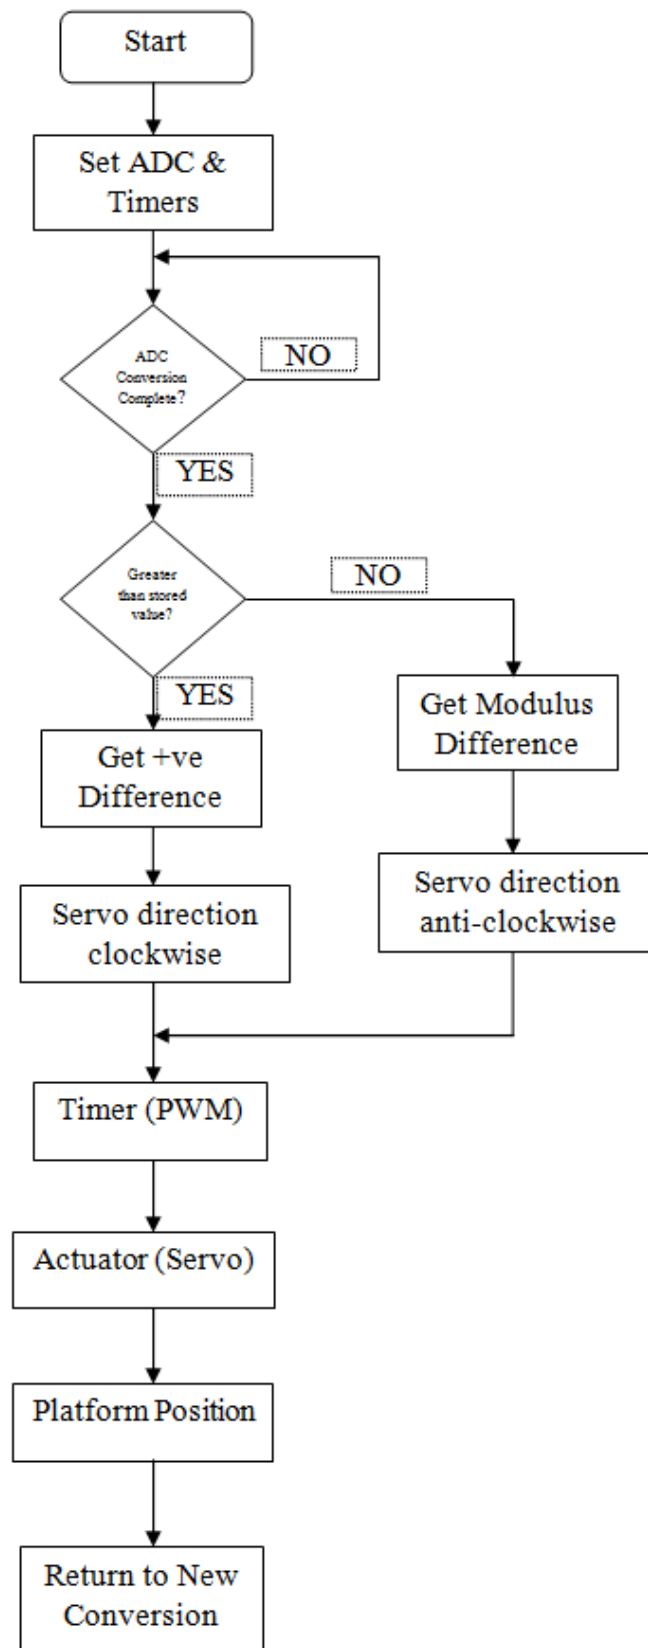 Start
Set ADC &
Timers
ADC
Conversion
Complete?
NO
YES
Greater
than stored
value?
NO
YES
Get +ve
Difference
Get Modulus
Difference
Servo direction
clockwise
Servo direction
anti-clockwise
Timer (PWM)
Actuator (Servo)
Platform Position
Return to New
Conversion